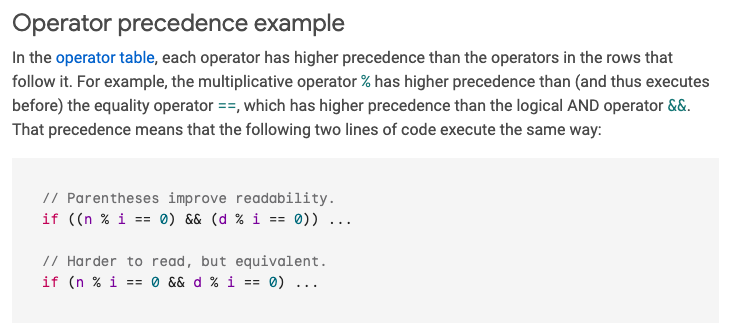 Operator precedence example
In the operator table, each operator has higher precedence than the operators in the rows that
follow it. For example, the multiplicative operator % has higher precedence than (and thus executes
before) the equality operator ==, which has higher precedence than the logical AND operator &&.
That precedence means that the following two lines of code execute the same way:
// Parentheses improve readability.
if ((n % i == 0) && (d % i == 0)) ...
// Harder to read, but equivalent.
if (n % i == 0 && d % i == 0) ...